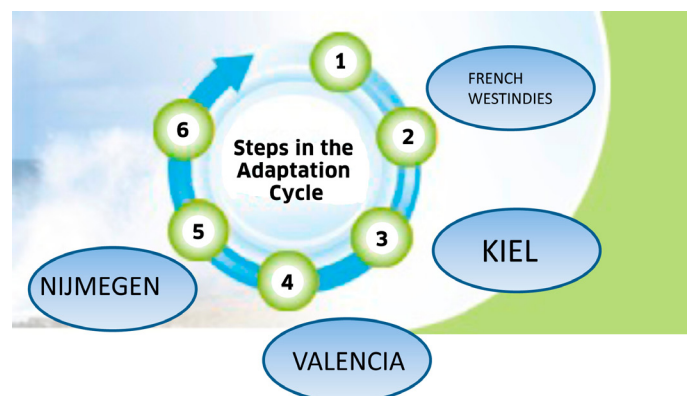 1
FRENCH
WESTINDIES
2
6
Steps in the
Adaptation
Cycle
5
3
KIEL
4
NIJMEGEN
VALENCIA